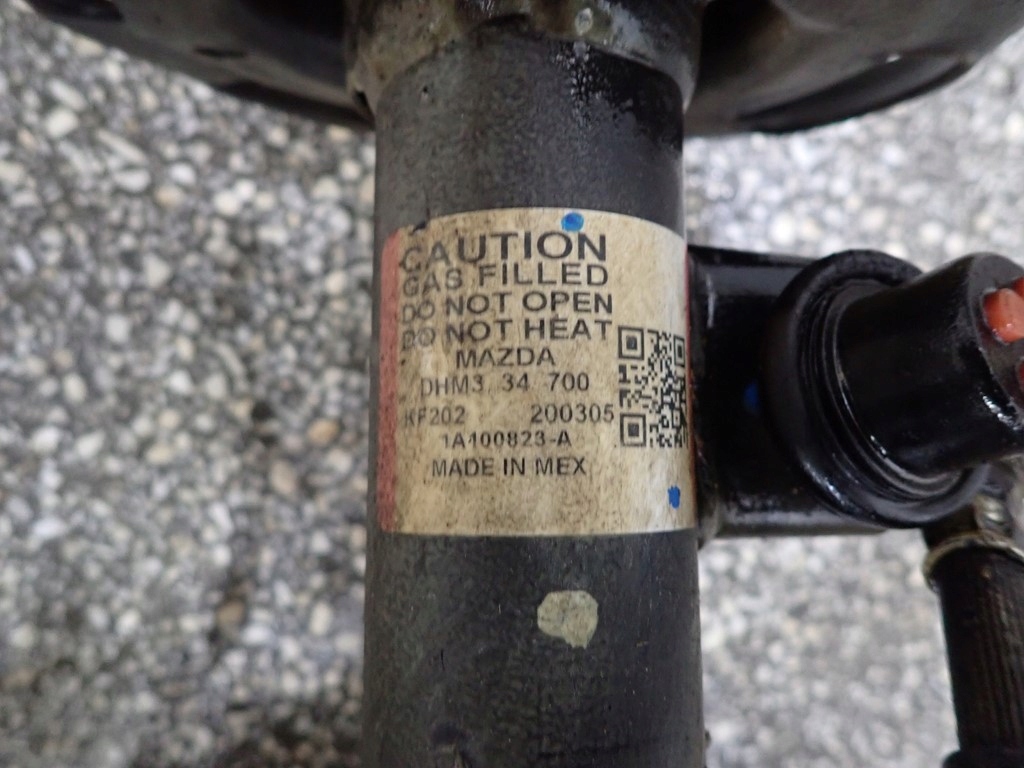 CAUTION
GAS FILLED
DO NOT OPEN
DO NOT HEAT
MAZDA
DHM3 34 700
KF202 200305
1A100823-A
MADE IN MEX